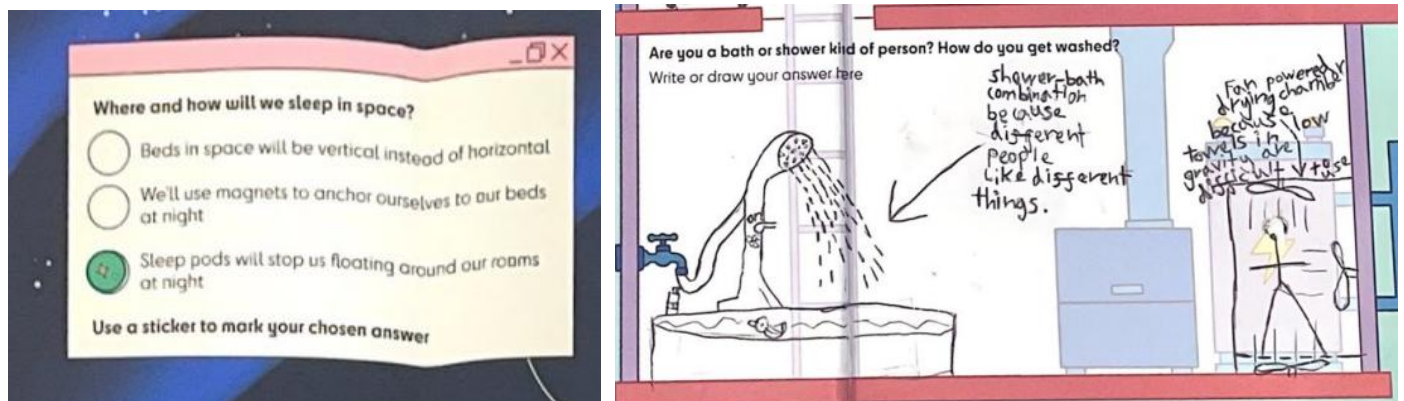 Where and how will we sleep in space?
Beds in space will be vertical instead of horizontal
We'll use magnets to anchor ourselves to our beds
at night
Sleep pods will stop us floating around our rooms
at night
Use a sticker to mark your chosen answer
Are you a bath or shower kind of person? How do you get washed?
Write or draw your answer here
shower-bath
combination
because
different
people
like different
things.
Fan powered
drying chamber
because
towels in low
gravity are
difficult to use